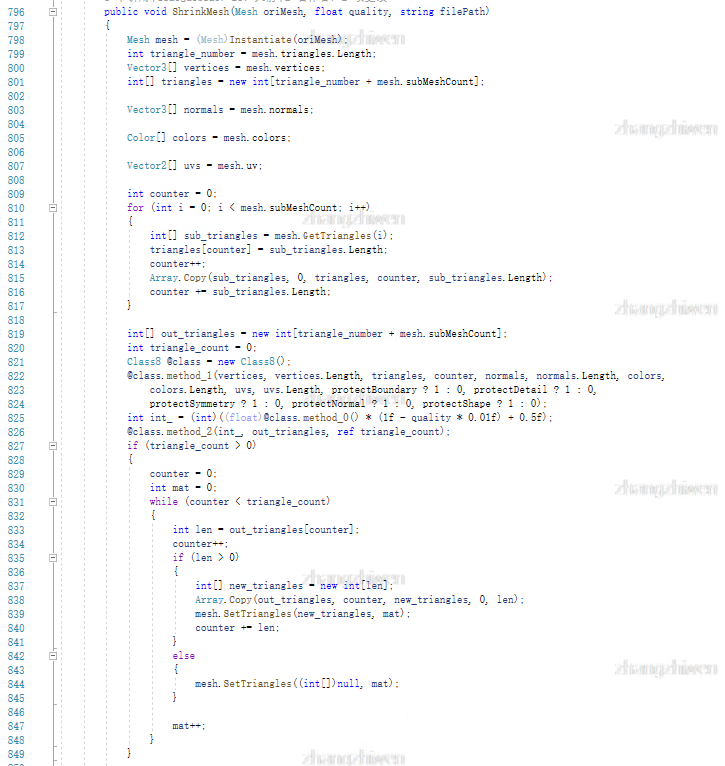 796 public void ShrinkMesh(Mesh oriMesh, float quality, string filePath)
797 {
798 Mesh mesh = (Mesh)Instantiate(oriMesh);
799 int triangle_number = mesh.triangles.Length;
800 Vector3[] vertices = mesh.vertices;
801 int[] triangles = new int[triangle_number + mesh.subMeshCount];
802
803 Vector3[] normals = mesh.normals;
804
805 Color[] colors = mesh.colors;
806
807 Vector2[] uvs = mesh.uv;
808
809 int counter = 0;
810 for (int i = 0; i < mesh.subMeshCount; i++)
811 {
812 int[] sub_triangles = mesh.GetTriangles(i);
813 triangles[counter] = sub_triangles.Length;
814 counter++;
815 Array.Copy(sub_triangles, 0, triangles, counter, sub_triangles.Length);
816 counter += sub_triangles.Length;
817 }
818
819 int[] out_triangles = new int[triangle_number + mesh.subMeshCount];
820 int triangle_count = 0;
821 Class8 @class = new Class8();
822 @class.method_1(vertices, vertices.Length, triangles, counter, normals, normals.Length, colors,
823 colors.Length, uvs, uvs.Length, protectBoundary ? 1 : 0, protectDetail ? 1 : 0,
824 protectSymmetry ? 1 : 0, protectNormal ? 1 : 0, protectShape ? 1 : 0);
825 int int_ = (int)((float)@class.method_0() * (1f - quality * 0.01f) + 0.5f);
826 @class.method_2(int_, out_triangles, ref triangle_count);
827 if (triangle_count > 0)
828 {
829 counter = 0;
830 int mat = 0;
831 while (counter < triangle_count)
832 {
833 int len = out_triangles[counter];
834 counter++;
835 if (len > 0)
836 {
837 int[] new_triangles = new int[len];
838 Array.Copy(out_triangles, counter, new_triangles, 0, len);
839 mesh.SetTriangles(new_triangles, mat);
840 counter += len;
841 }
842 else
843 {
844 mesh.SetTriangles((int[])null, mat);
845 }
846
847 mat++;
848 }
849 }
zhangzhiwen
zhangzhiwen
zhangzhiwen
zhangzhiwen
zhangzhiwen
zhangzhiwen
zhangzhiwen
zhangzhiwen
zhangzhiwen